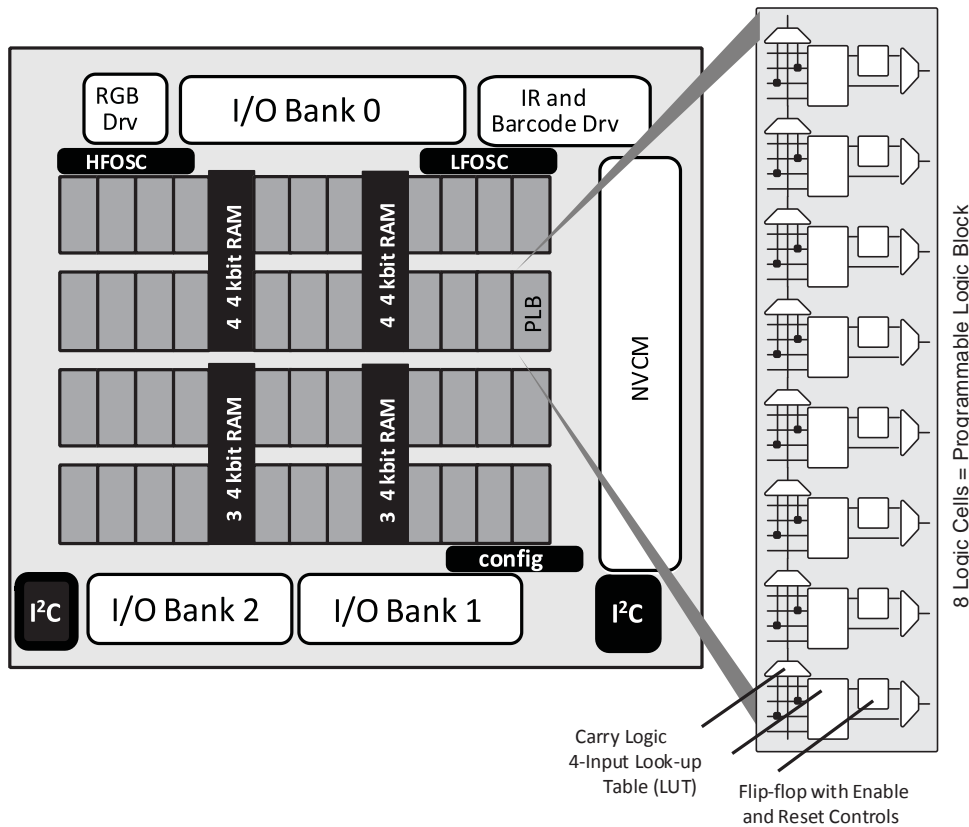 RGB
Drv
I/O Bank 0
IR and
Barcode Drv
HFOSC
LFOSC
4 4 kbit RAM
4 4 kbit RAM
PLB
NVCM
3 4 kbit RAM
3 4 kbit RAM
config
I²C
I/O Bank 2
I/O Bank 1
I²C
8 Logic Cells = Programmable Logic Block
Carry Logic
4-Input Look-up
Table (LUT)
Flip-flop with Enable
and Reset Controls